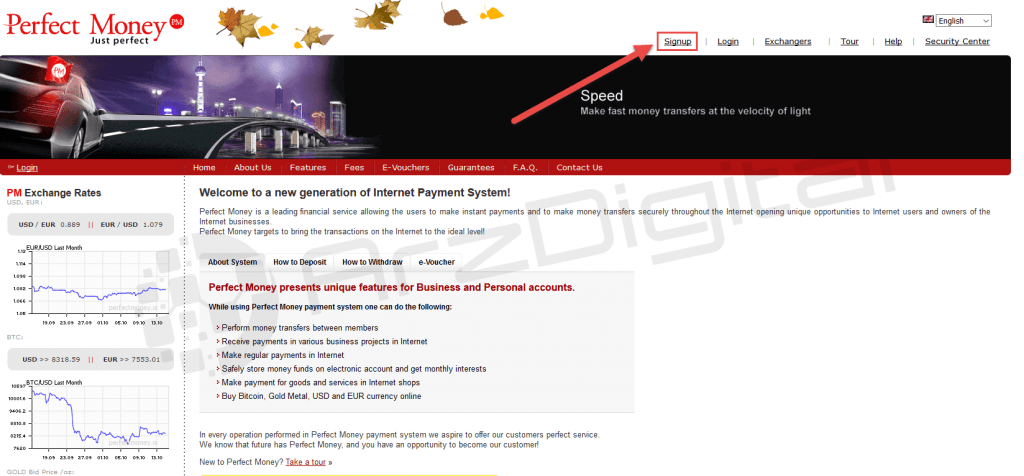 Perfect Money PM
Just perfect
English
Signup | Login | Exchangers | Tour | Help | Security Center
PM
Speed
Make fast money transfers at the velocity of light
Login
Home About Us Features Fees E-Vouchers Guarantees F.A.Q. Contact Us
PM Exchange Rates
USD, EUR:
USD / EUR 0.889 || EUR / USD 1.079
EUR/USD Last Month
1.12
1.104
1.098
1.082
1.066
1.05
perfectmoney.is
19.09 23.09 27.09 01.10 05.10 09.10 13.10
BTC:
USD >> 8318.59 || EUR >> 7553.01
BTC/USD Last Month
10001.6
9406.2
8810.8
8215.4
7620
perfectmoney.is
19.09 23.09 27.09 01.10 05.10 09.10 13.10
GOLD Bid Price /oz:
Welcome to a new generation of Internet Payment System!
Perfect Money is a leading financial service allowing the users to make instant payments and to make money transfers securely throughout the Internet opening unique opportunities to Internet users and owners of the
Internet businesses.
Perfect Money targets to bring the transactions on the Internet to the ideal level!
About System How to Deposit How to Withdraw e-Voucher
Perfect Money presents unique features for Business and Personal accounts.
While using Perfect Money payment system one can do the following:
› Perform money transfers between members
› Receive payments in various business projects in Internet
› Make regular payments in Internet
› Safely store money funds on electronic account and get monthly interests
› Make payment for goods and services in Internet shops
› Buy Bitcoin, Gold Metal, USD and EUR currency online
In every operation performed in Perfect Money payment system we aspire to offer our customers perfect service.
We know that future has Perfect Money, and you have an opportunity to become our customer!
New to Perfect Money? Take a tour »
ArzDigital